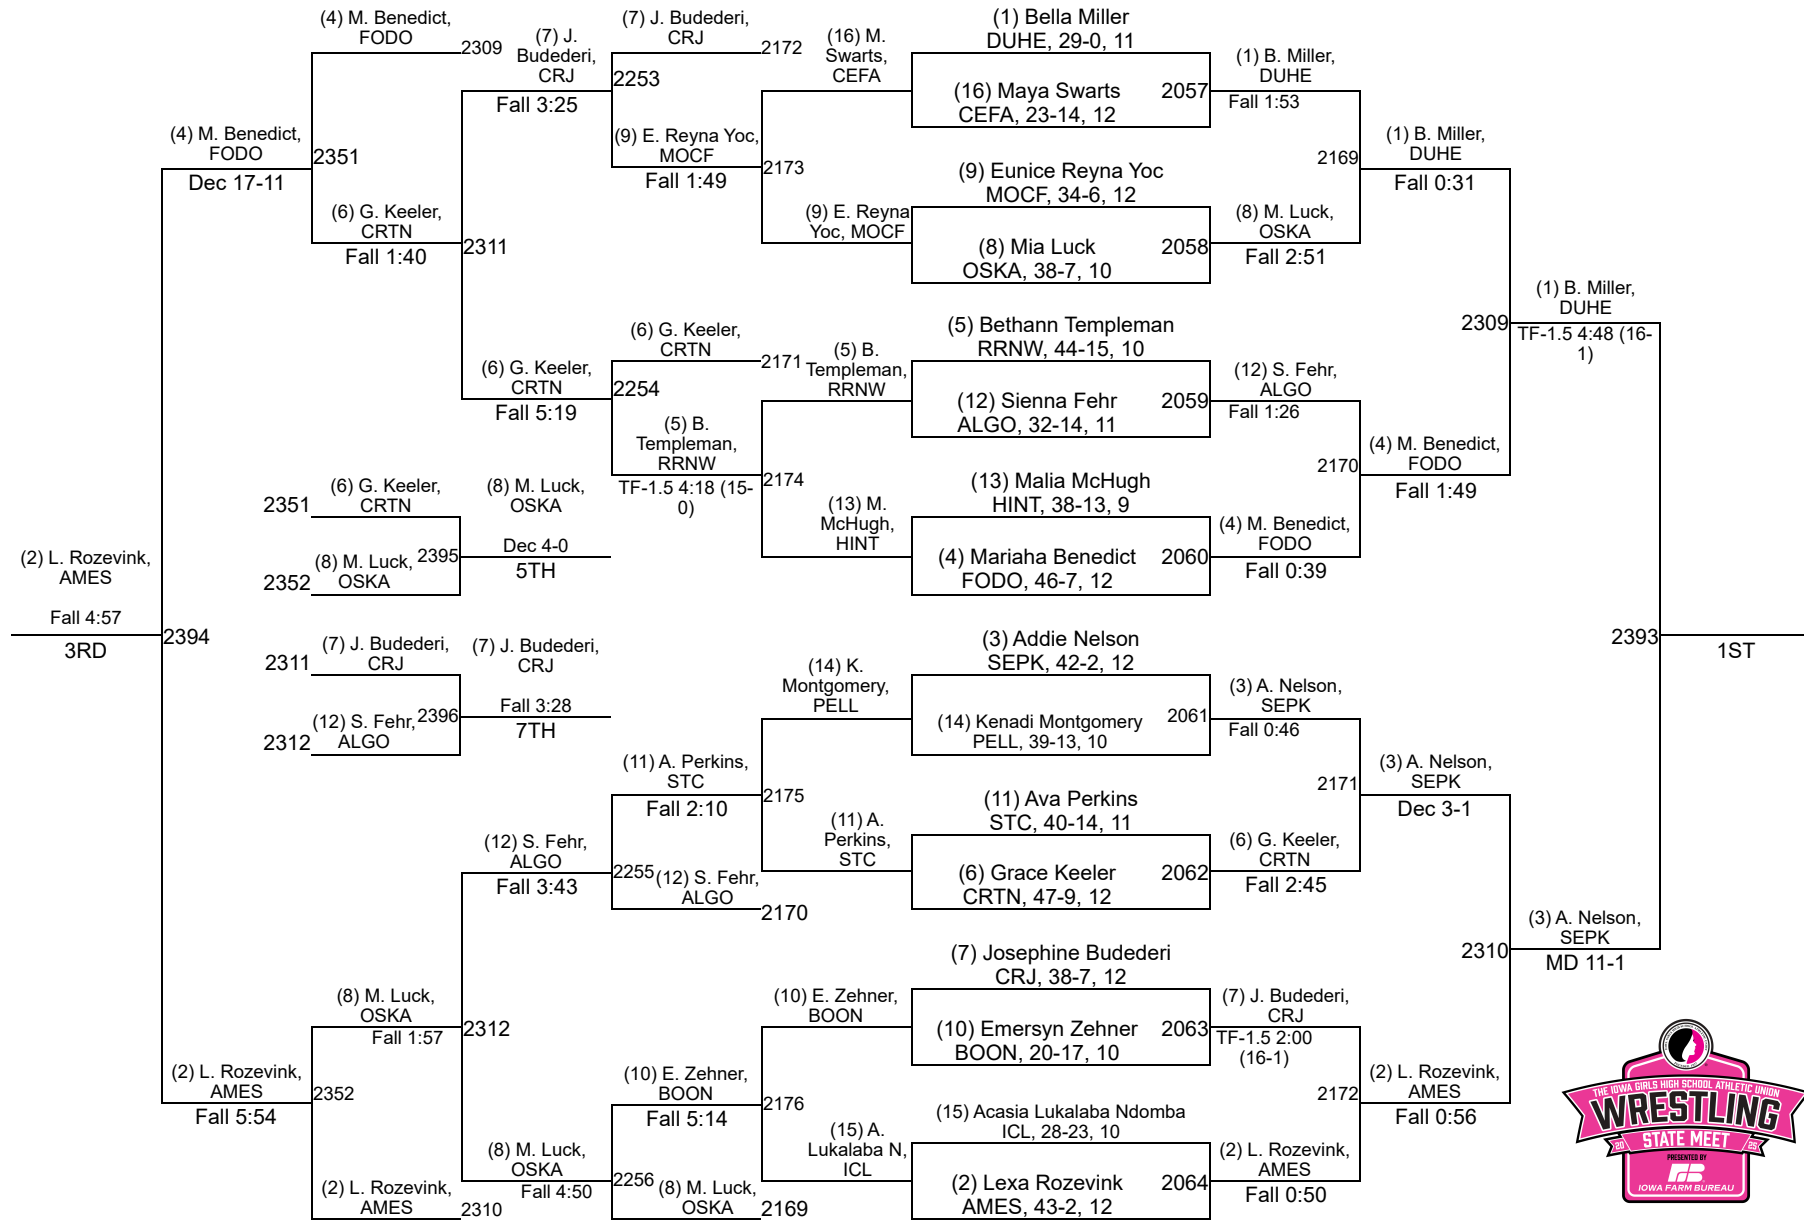 (4) M. Benedict,
FODO
2309
(7) J.
Budederi,
CRJ
Fall 3:25
(7) J. Budederi,
CRJ
2172
2253
(9) E. Reyna Yoc,
MOCF
Fall 1:49
2173
(16) M.
Swarts,
CEFA
(9) E. Reyna
Yoc, MOCF
(1) Bella Miller
DUHE, 29-0, 11
(16) Maya Swarts
CEFA, 23-14, 12
2057
(1) B. Miller,
DUHE
Fall 1:53
(9) Eunice Reyna Yoc
MOCF, 34-6, 12
(8) Mia Luck
OSKA, 38-7, 10
2058
(8) M. Luck,
OSKA
Fall 2:51
2169
(1) B. Miller,
DUHE
Fall 0:31
(4) M. Benedict,
FODO
Dec 17-11
2351
(6) G. Keeler,
CRTN
Fall 1:40
2311
(6) G. Keeler,
CRTN
Fall 5:19
(6) G. Keeler,
CRTN
2171
2254
(5) B.
Templeman,
RRNW
TF-1.5 4:18 (15-
0)
2174
(5) B.
Templeman,
RRNW
(13) M.
McHugh,
HINT
(5) Bethann Templeman
RRNW, 44-15, 10
(12) Sienna Fehr
ALGO, 32-14, 11
2059
(12) S. Fehr,
ALGO
Fall 1:26
(13) Malia McHugh
HINT, 38-13, 9
(4) Mariaha Benedict
FODO, 46-7, 12
2060
(4) M. Benedict,
FODO
Fall 0:39
2170
(4) M. Benedict,
FODO
Fall 1:49
2309
(1) B. Miller,
DUHE
TF-1.5 4:48 (16-
1)
2351
(6) G. Keeler,
CRTN
2352
(8) M. Luck,
OSKA
2395
(8) M. Luck,
OSKA
Dec 4-0
5TH
(2) L. Rozevink,
AMES
Fall 4:57
3RD
2394
2311
(7) J. Budederi,
CRJ
2312
(12) S. Fehr,
ALGO
2396
(7) J. Budederi,
CRJ
Fall 3:28
7TH
2393
1ST
(14) K.
Montgomery,
PELL
(3) Addie Nelson
SEPK, 42-2, 12
(14) Kenadi Montgomery
PELL, 39-13, 10
2061
(3) A. Nelson,
SEPK
Fall 0:46
(11) A. Perkins,
STC
Fall 2:10
2175
(11) A.
Perkins,
STC
(11) Ava Perkins
STC, 40-14, 11
(6) Grace Keeler
CRTN, 47-9, 12
2062
(6) G. Keeler,
CRTN
Fall 2:45
2171
(3) A. Nelson,
SEPK
Dec 3-1
(12) S. Fehr,
ALGO
Fall 3:43
2255
(12) S. Fehr,
ALGO
2170
2310
(3) A. Nelson,
SEPK
MD 11-1
(8) M. Luck,
OSKA
Fall 1:57
2312
(10) E. Zehner,
BOON
(7) Josephine Budederi
CRJ, 38-7, 12
(10) Emersyn Zehner
BOON, 20-17, 10
2063
(7) J. Budederi,
CRJ
TF-1.5 2:00
(16-1)
(2) L. Rozevink,
AMES
Fall 5:54
2352
(10) E. Zehner,
BOON
Fall 5:14
2176
(15) A.
Lukalaba N,
ICL
(15) Acasia Lukalaba Ndomba
ICL, 28-23, 10
(2) Lexa Rozevink
AMES, 43-2, 12
2064
(2) L. Rozevink,
AMES
Fall 0:50
2172
(2) L. Rozevink,
AMES
Fall 0:56
(8) M. Luck,
OSKA
Fall 4:50
2256
(8) M. Luck,
OSKA
2169
(2) L. Rozevink,
AMES
2310
THE IOWA GIRLS HIGH SCHOOL ATHLETIC UNION
WRESTLING
20 STATE MEET 25
PRESENTED BY
FB
IOWA FARM BUREAU